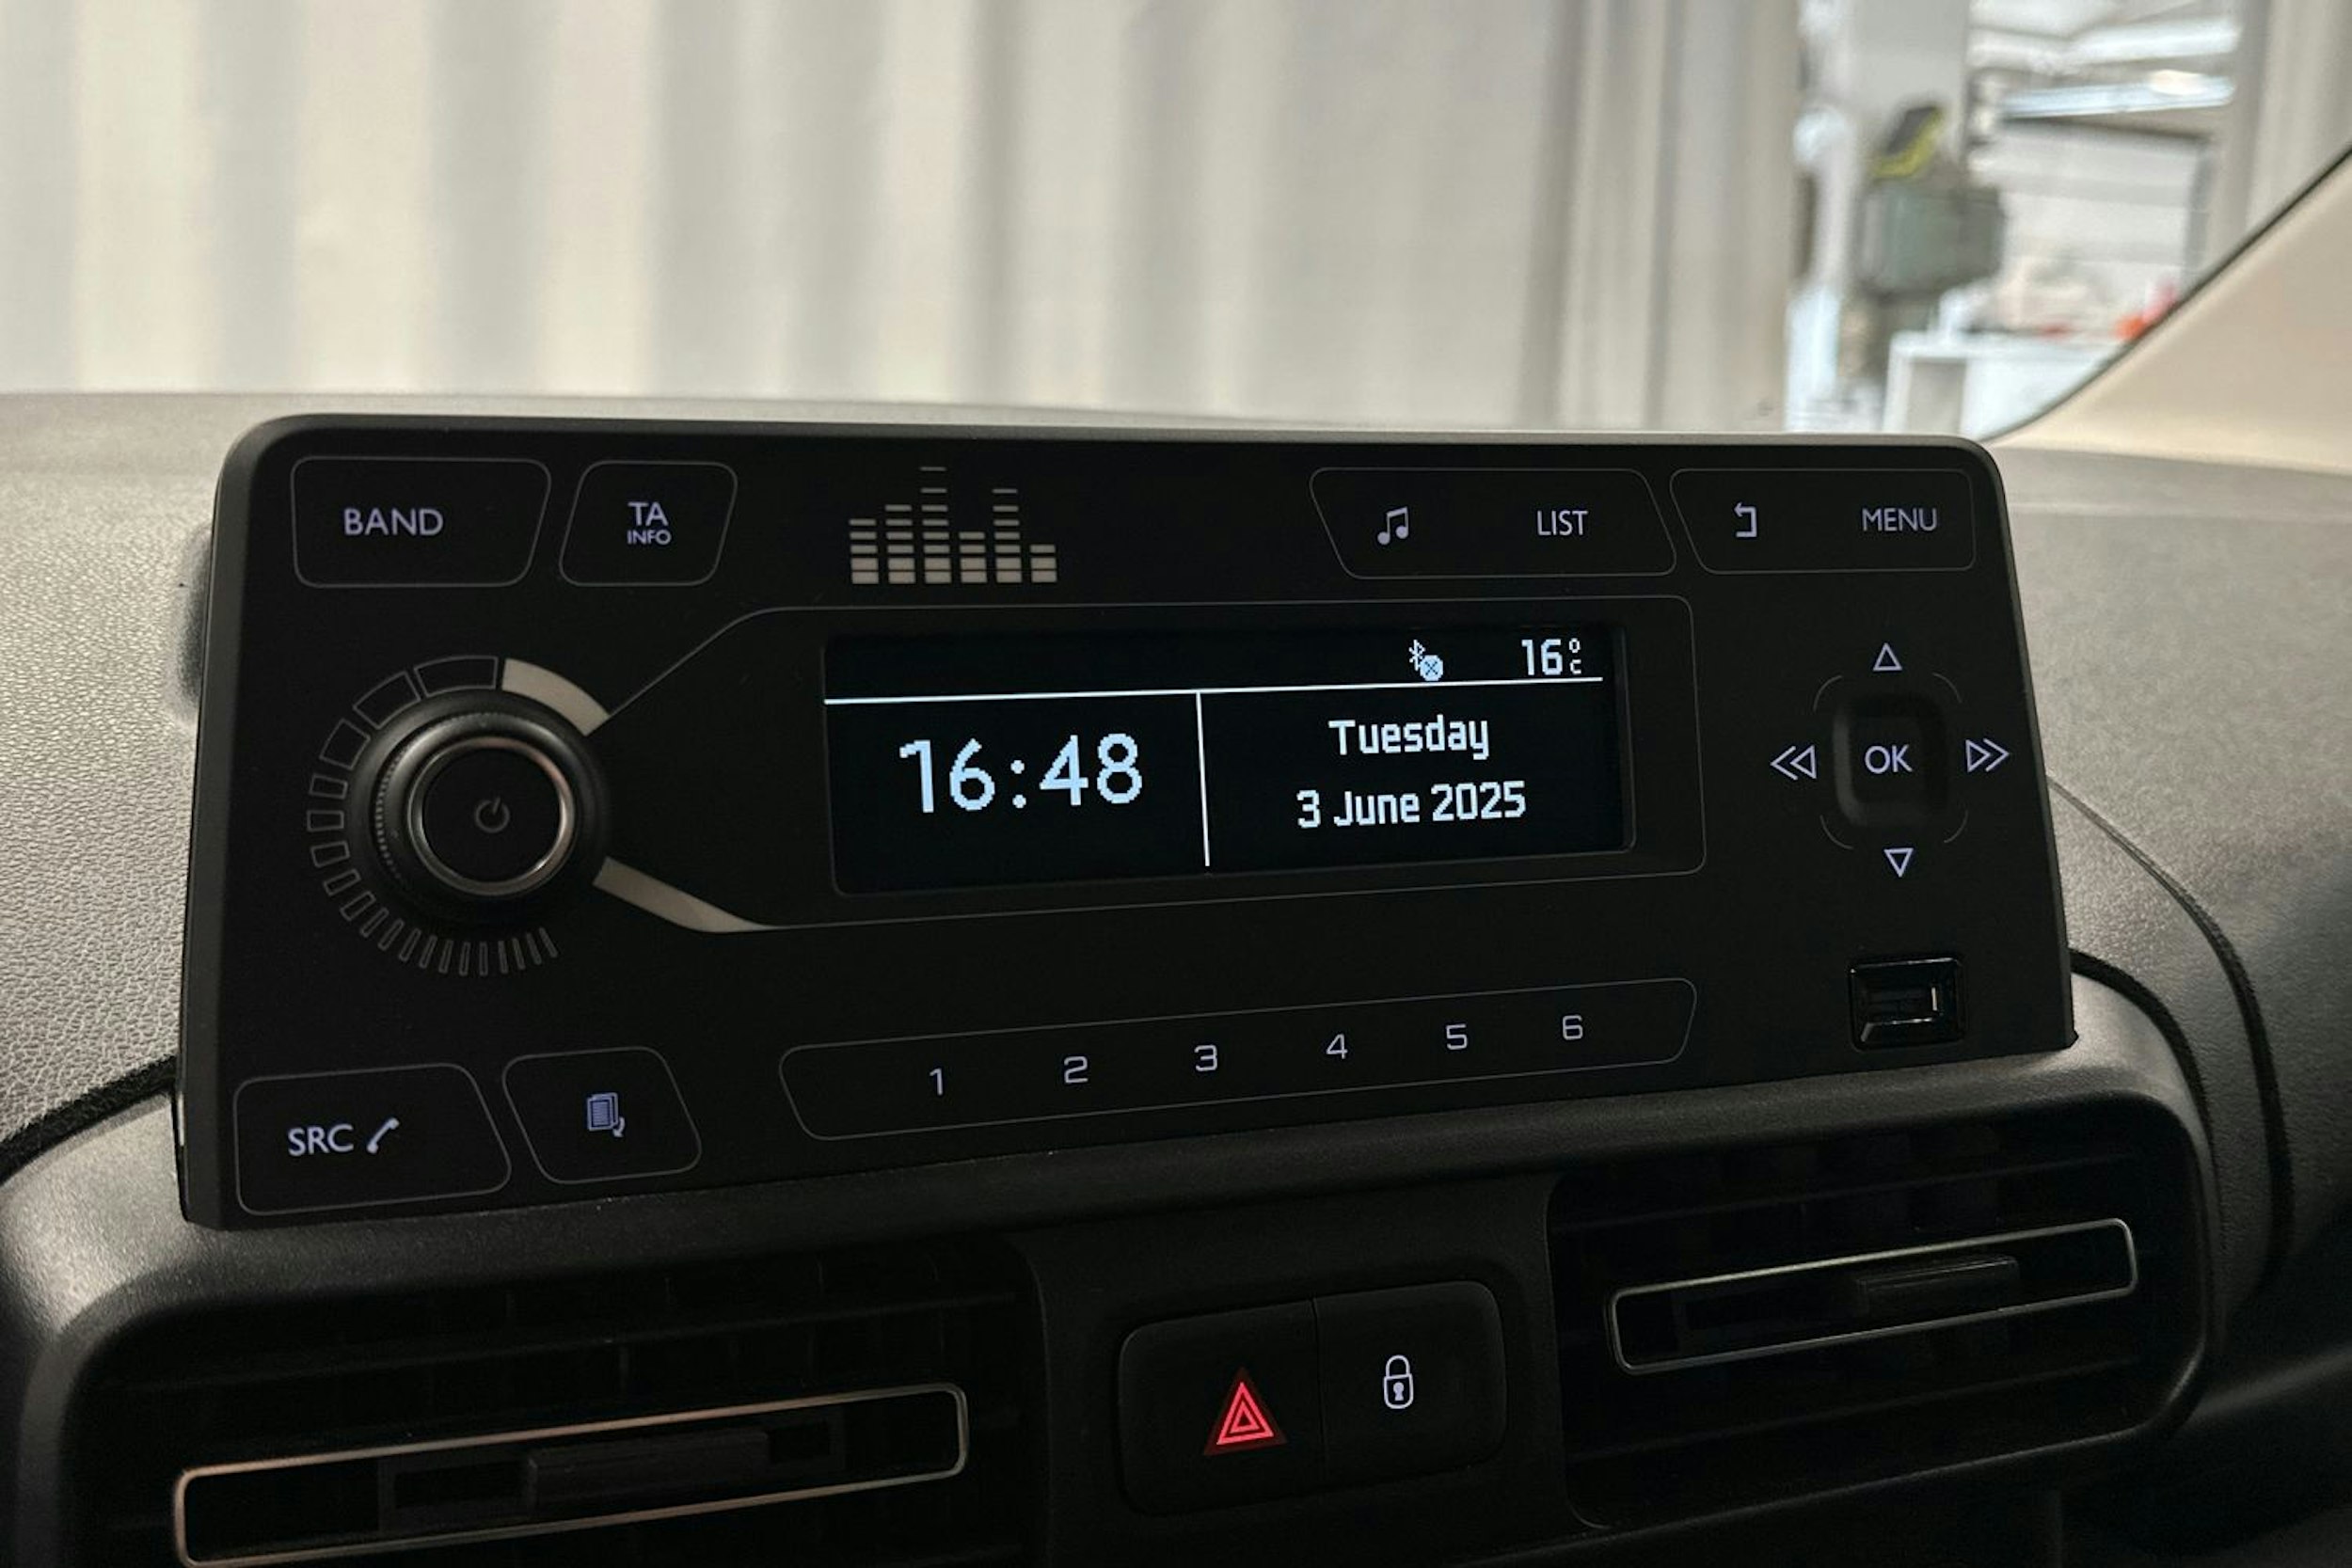 BAND
TA
INFO
LIST
MENU
16°C
16:48
Tuesday
3 June 2025
OK
1 2 3 4 5 6
SRC